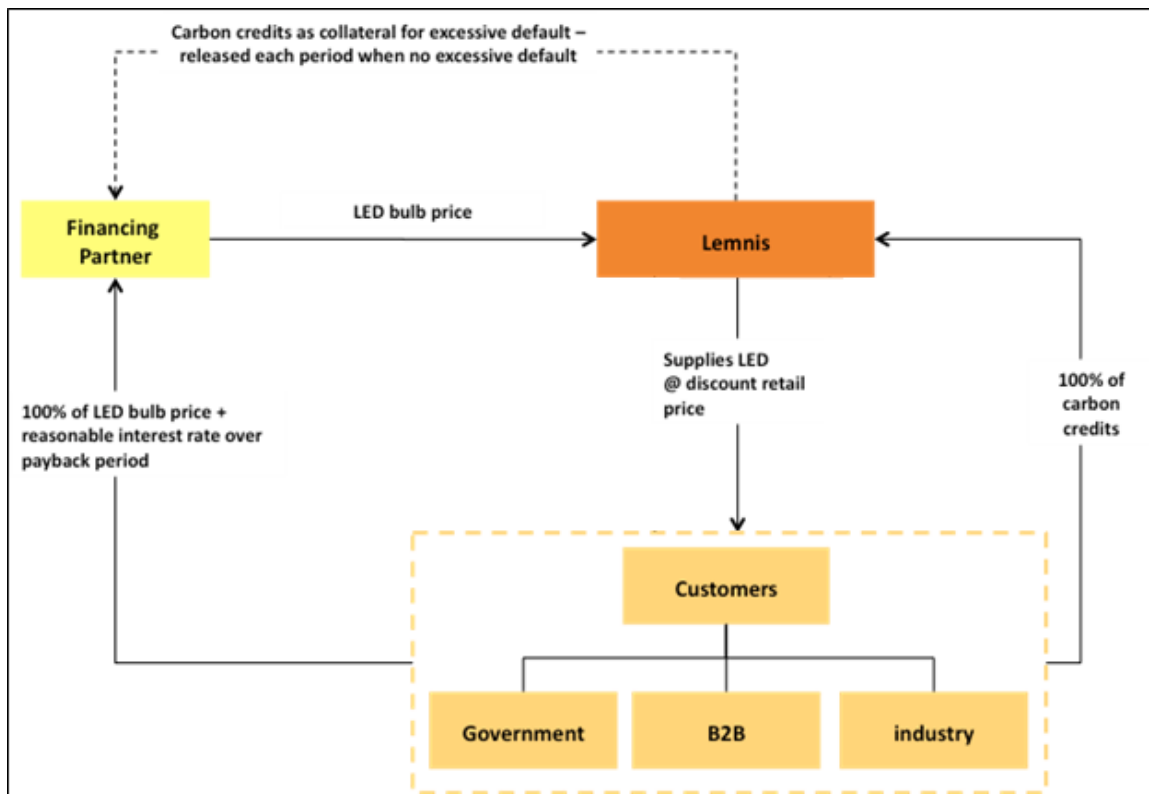 Carbon credits as collateral for excessive default –
released each period when no excessive default
Financing
Partner
LED bulb price
Lemnis
Supplies LED
@ discount retail
price
100% of
carbon
credits
100% of LED bulb price +
reasonable interest rate over
payback period
Customers
Government
B2B
industry